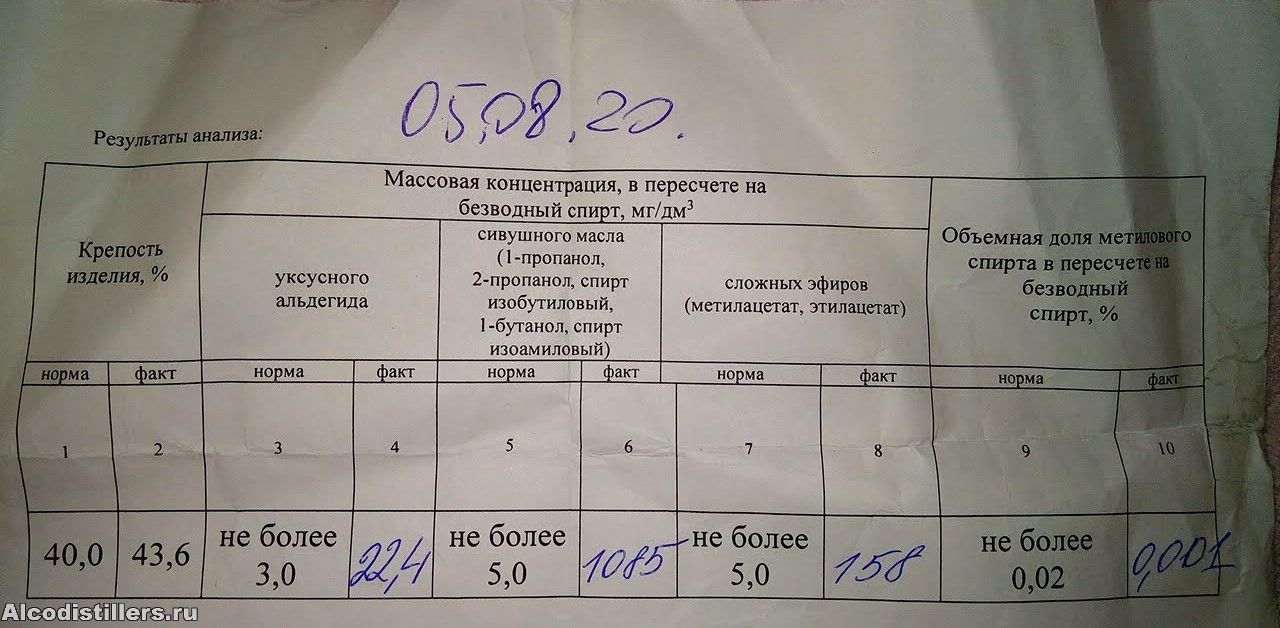 05,08,20.
Результаты анализа:
Крепость
изделия, %
Массовая концентрация, в пересчете на
безводный спирт, мг/дм³
уксусного
альдегида
сивушного масла
(1-пропанол,
2-пропанол, спирт
изобутиловый,
1-бутанол, спирт
изоамиловый)
сложных эфиров
(метилацетат, этилацетат)
Объемная доля метилового
спирта в пересчете на
безводный
спирт, %
норма факт норма факт норма факт норма факт норма факт
1 2 3 4 5 6 7 8 9 10
40,0 43,6 не более 3,0 22,4 не более 5,0 1085 не более 5,0 158 не более 0,02 0,001
Alcodistillers.ru